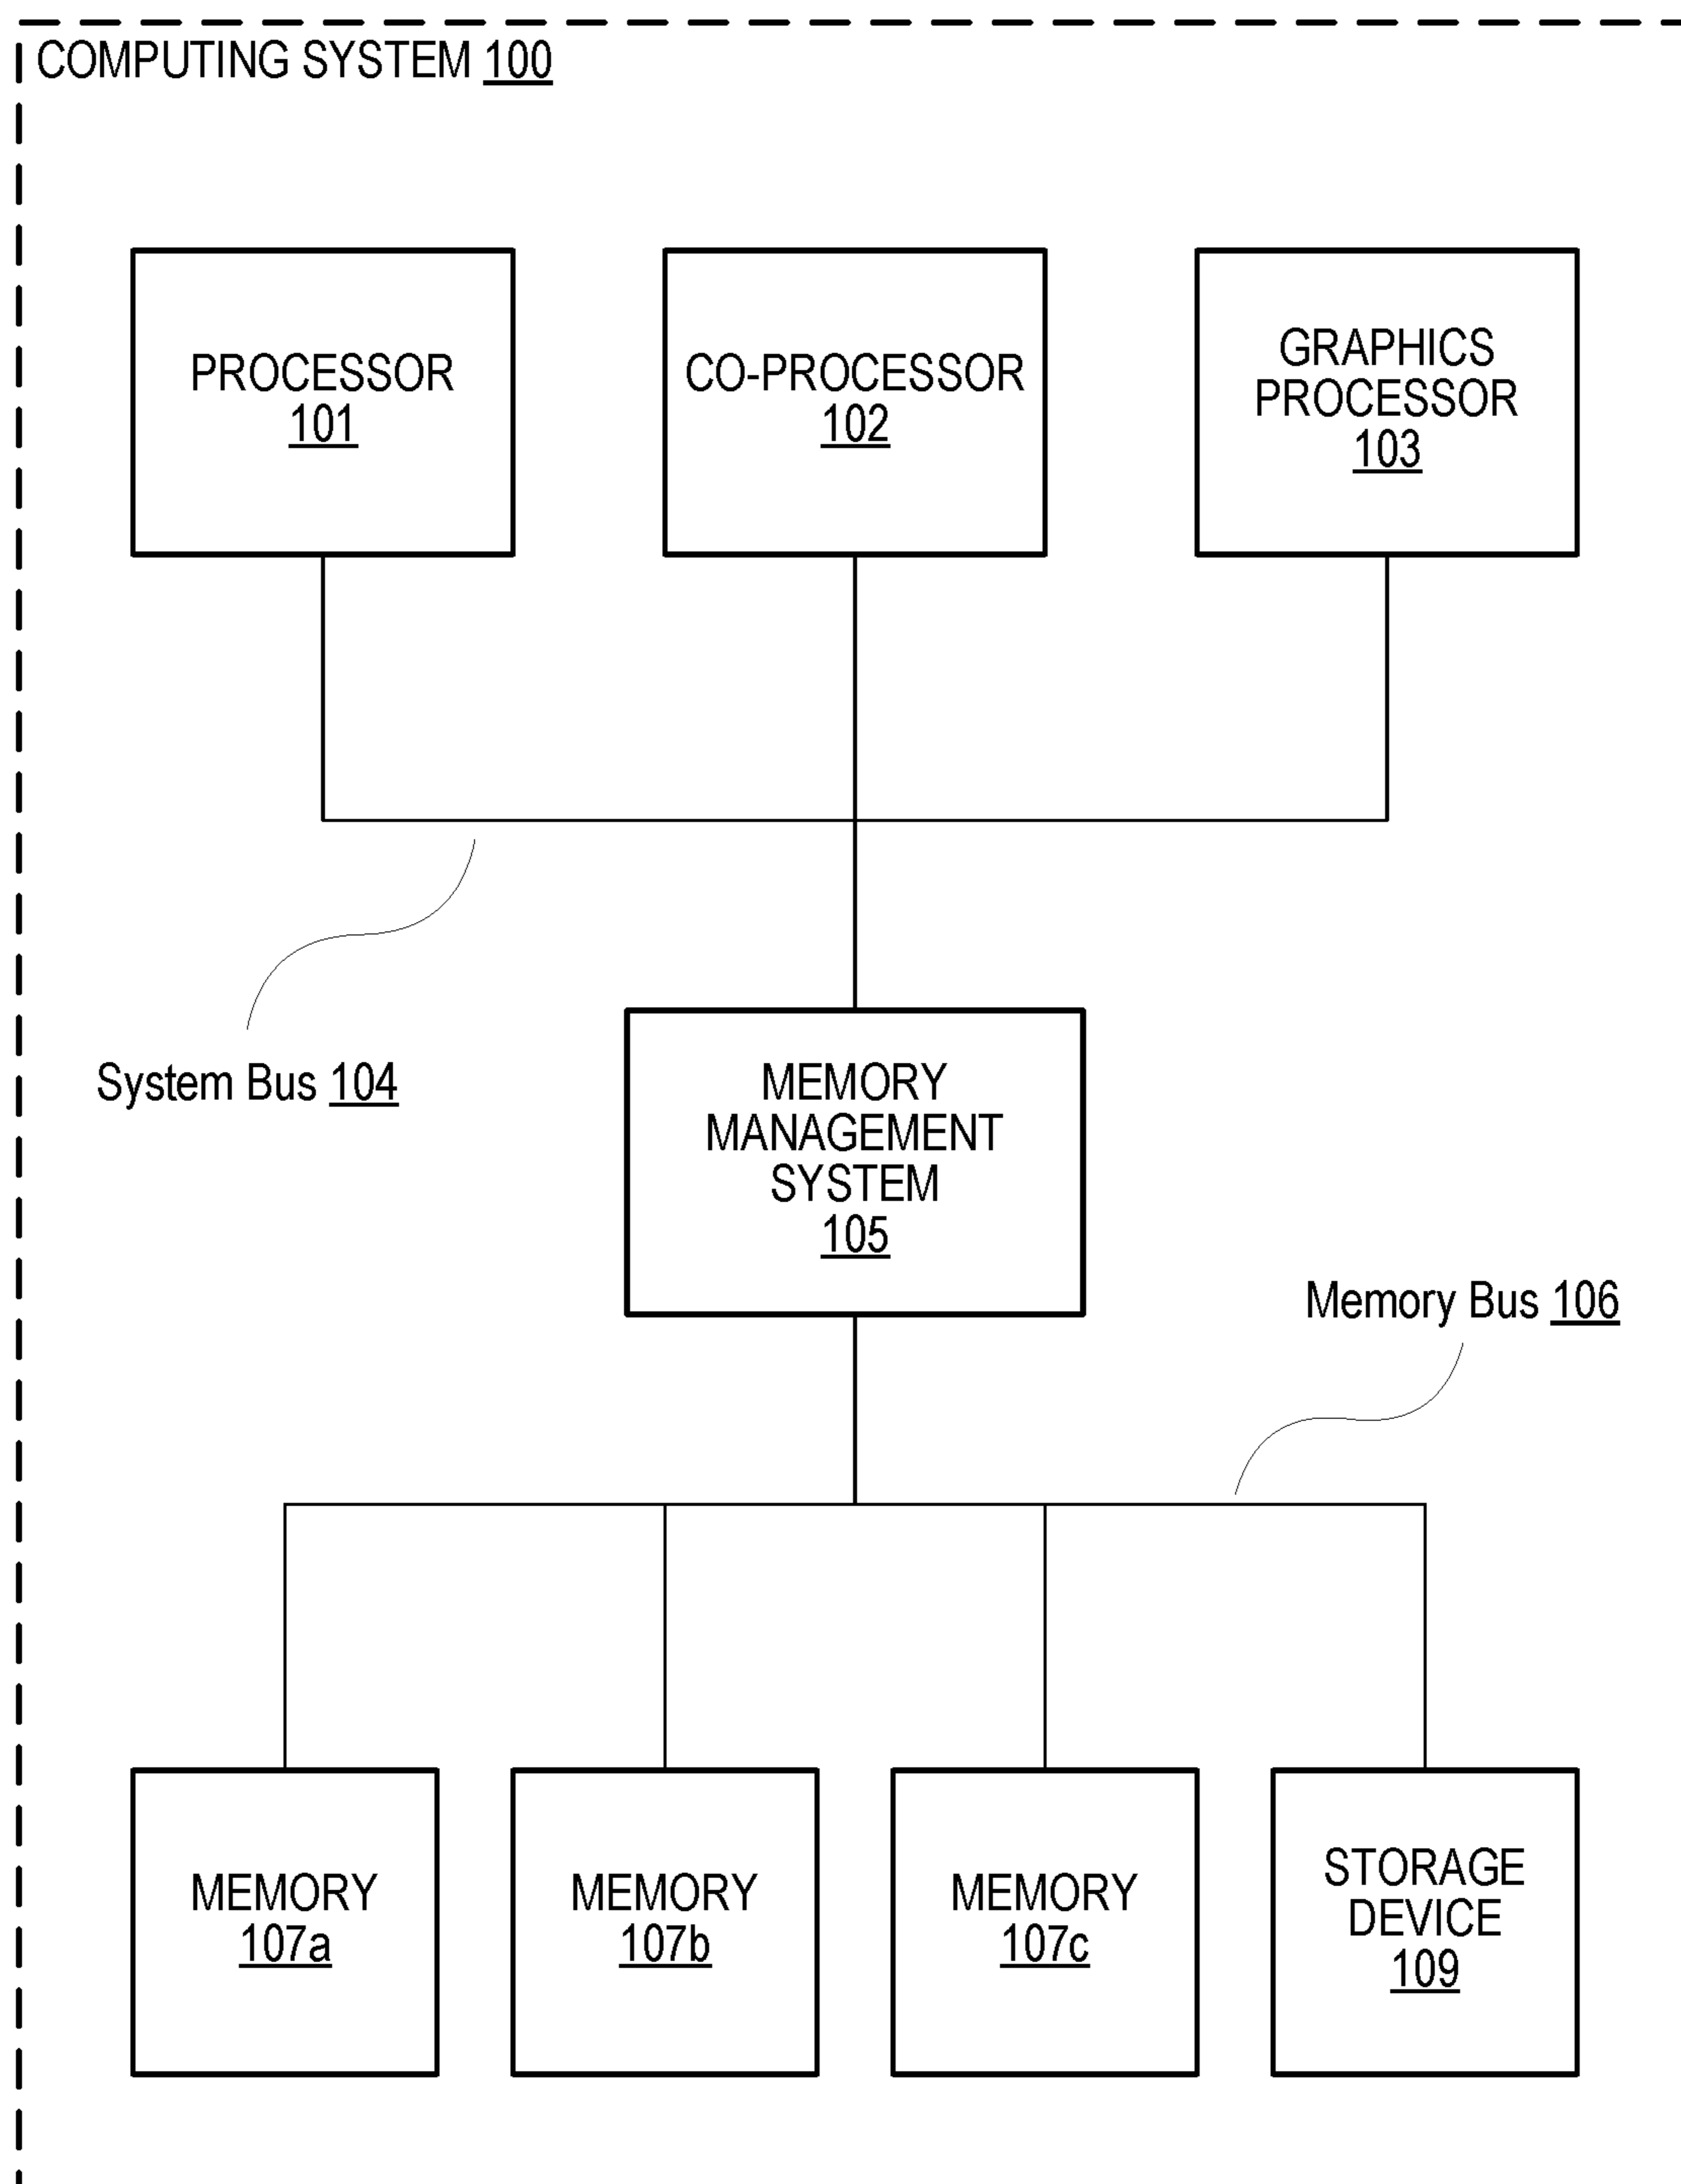 COMPUTING SYSTEM 100
PROCESSOR
101
CO-PROCESSOR
102
GRAPHICS
PROCESSOR
103
System Bus 104
MEMORY
MANAGEMENT
SYSTEM
105
Memory Bus 106
MEMORY
107a
MEMORY
107b
MEMORY
107c
STORAGE
DEVICE
109